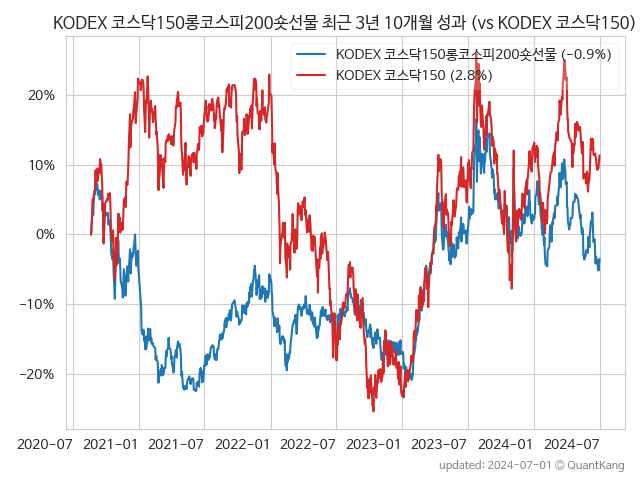 KODEX 코스닥150롱코스피200숏선물 최근 3년 10개월 성과 (vs KODEX 코스닥150)
KODEX 코스닥150롱코스피200숏선물 (−0.9%)
KODEX 코스닥150 (2.8%)
20%
10%
0%
−10%
−20%
2020-07 2021-01 2021-07 2022-01 2022-07 2023-01 2023-07 2024-01 2024-07
updated: 2024-07-01 © QuantKang